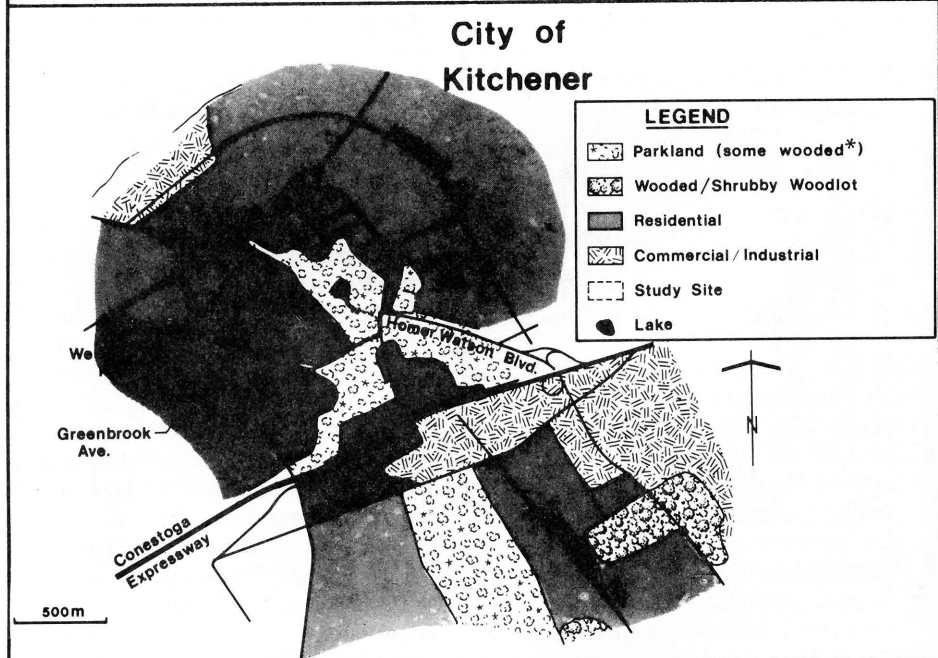 City of
Kitchener
LEGEND
Parkland (some wooded*)
Wooded/Shrubby Woodlot
Residential
Commercial/Industrial
Study Site
Lake
Homer Watson Blvd.
We
Greenbrook
Ave.
N
Conestoga
Expressway
500m